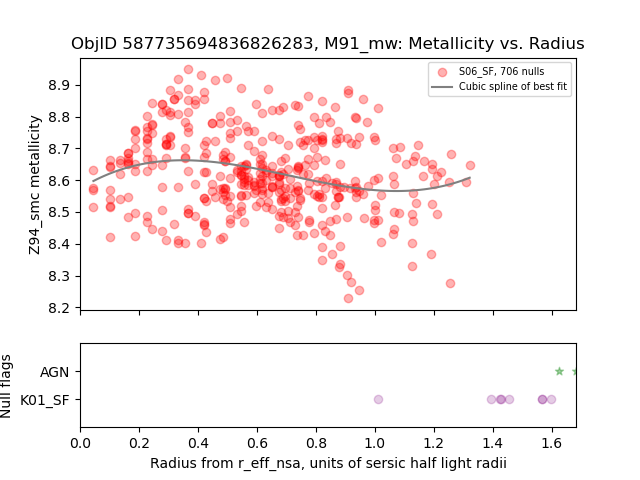 ObjID 587735694836826283, M91_mw: Metallicity vs. Radius
S06_SF, 706 nulls
Cubic spline of best fit
Z94_smc metallicity
8.9
8.8
8.7
8.6
8.5
8.4
8.3
8.2
Null flags
AGN
K01_SF
0.0 0.2 0.4 0.6 0.8 1.0 1.2 1.4 1.6
Radius from r_eff_nsa, units of sersic half light radii